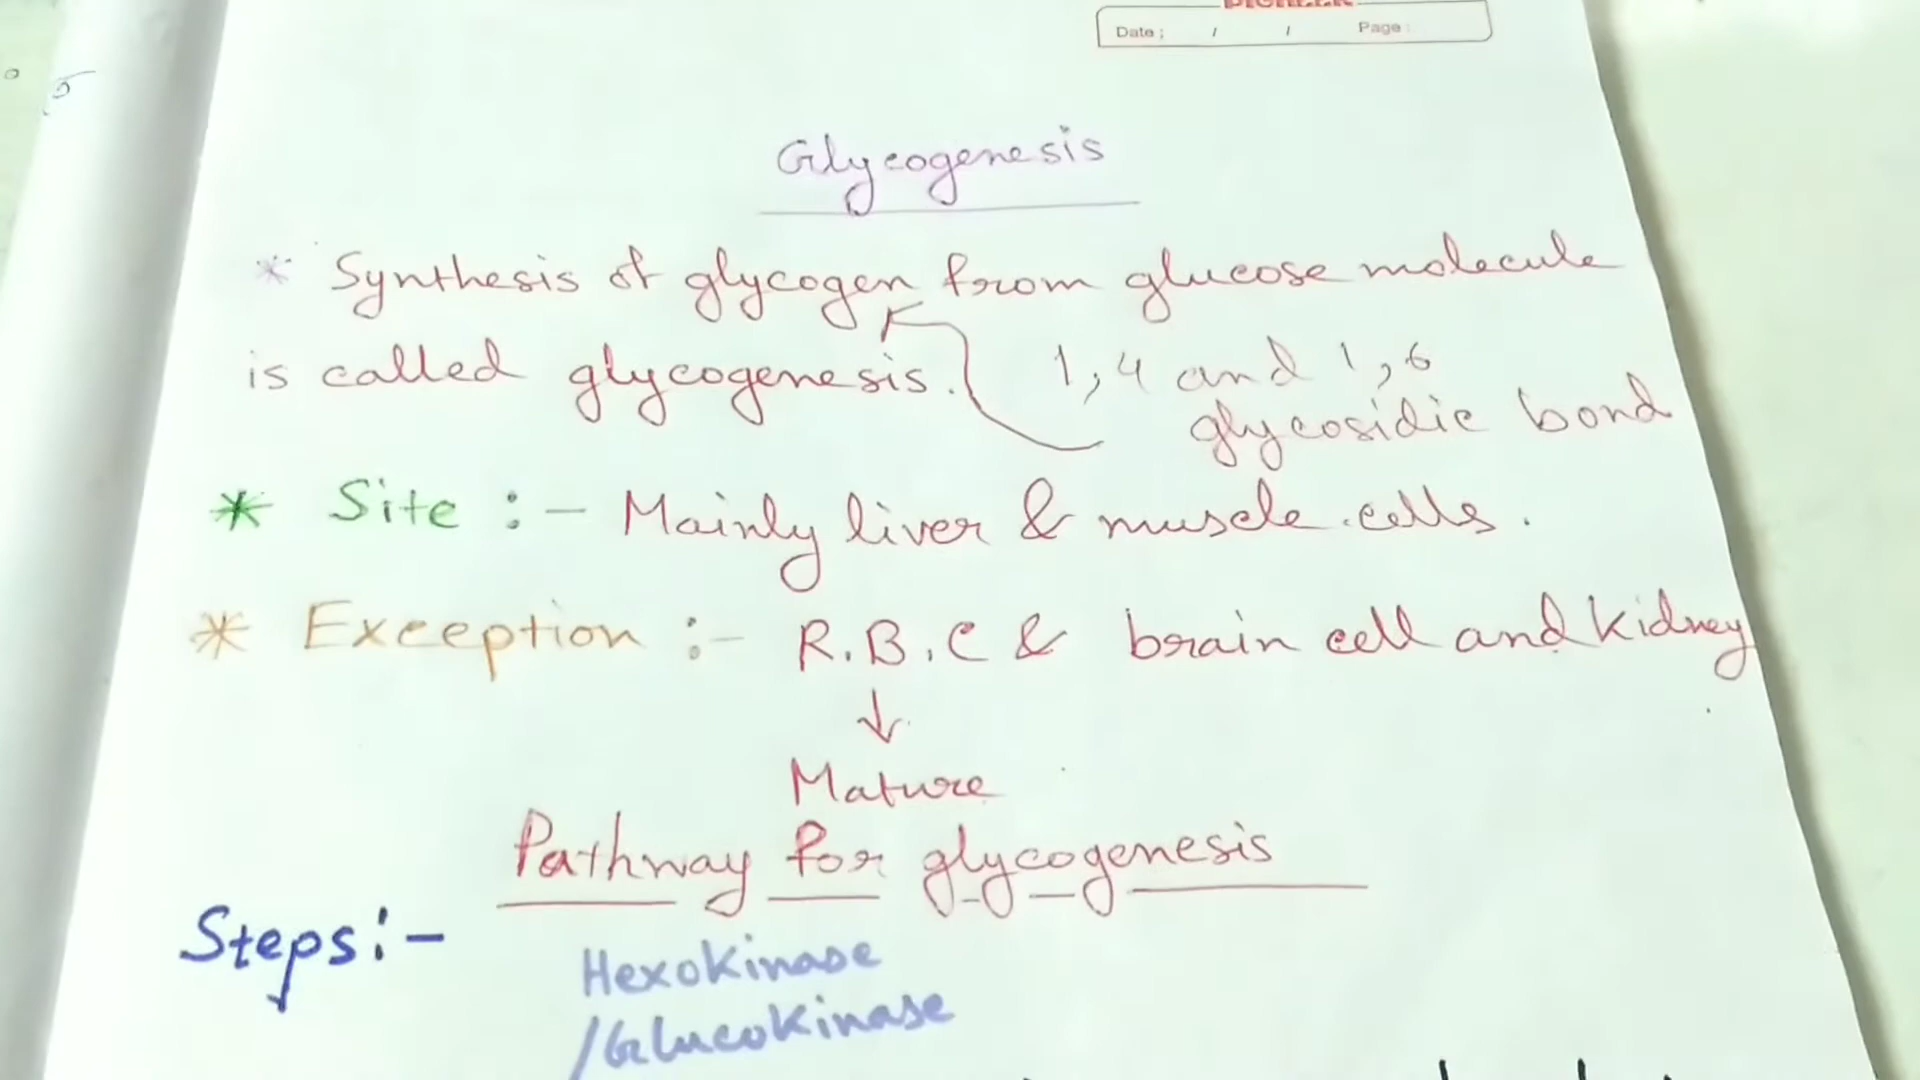 PIONEER
Date : / / Page :
Glycogenesis
* Synthesis of glycogen from glucose molecule
is called glycogenesis. 1,4 and 1,6
glycosidic bond
* Site :- Mainly liver & muscle cells.
* Exception :- R.B.C & brain cell and kidney
↓
Mature
Pathway for glycogenesis
Steps:-
Hexokinase
/Glucokinase